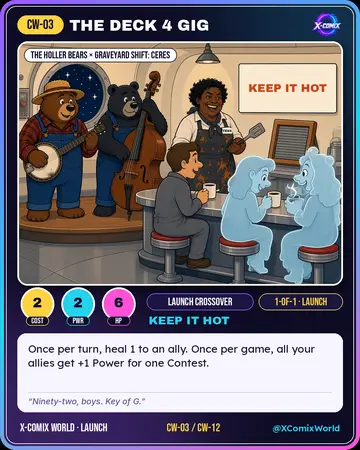 CW-03
THE DECK 4 GIG
X-COMIX
THE HOLLER BEARS × GRAVEYARD SHIFT: CERES
KEEP IT HOT
2
COST
2
PWR
6
HP
LAUNCH CROSSOVER
1-OF-1 · LAUNCH
KEEP IT HOT
Once per turn, heal 1 to an ally. Once per game, all your
allies get +1 Power for one Contest.
"Ninety-two, boys. Key of G."
X-COMIX WORLD · LAUNCH
CW-03 / CW-12
@XComixWorld